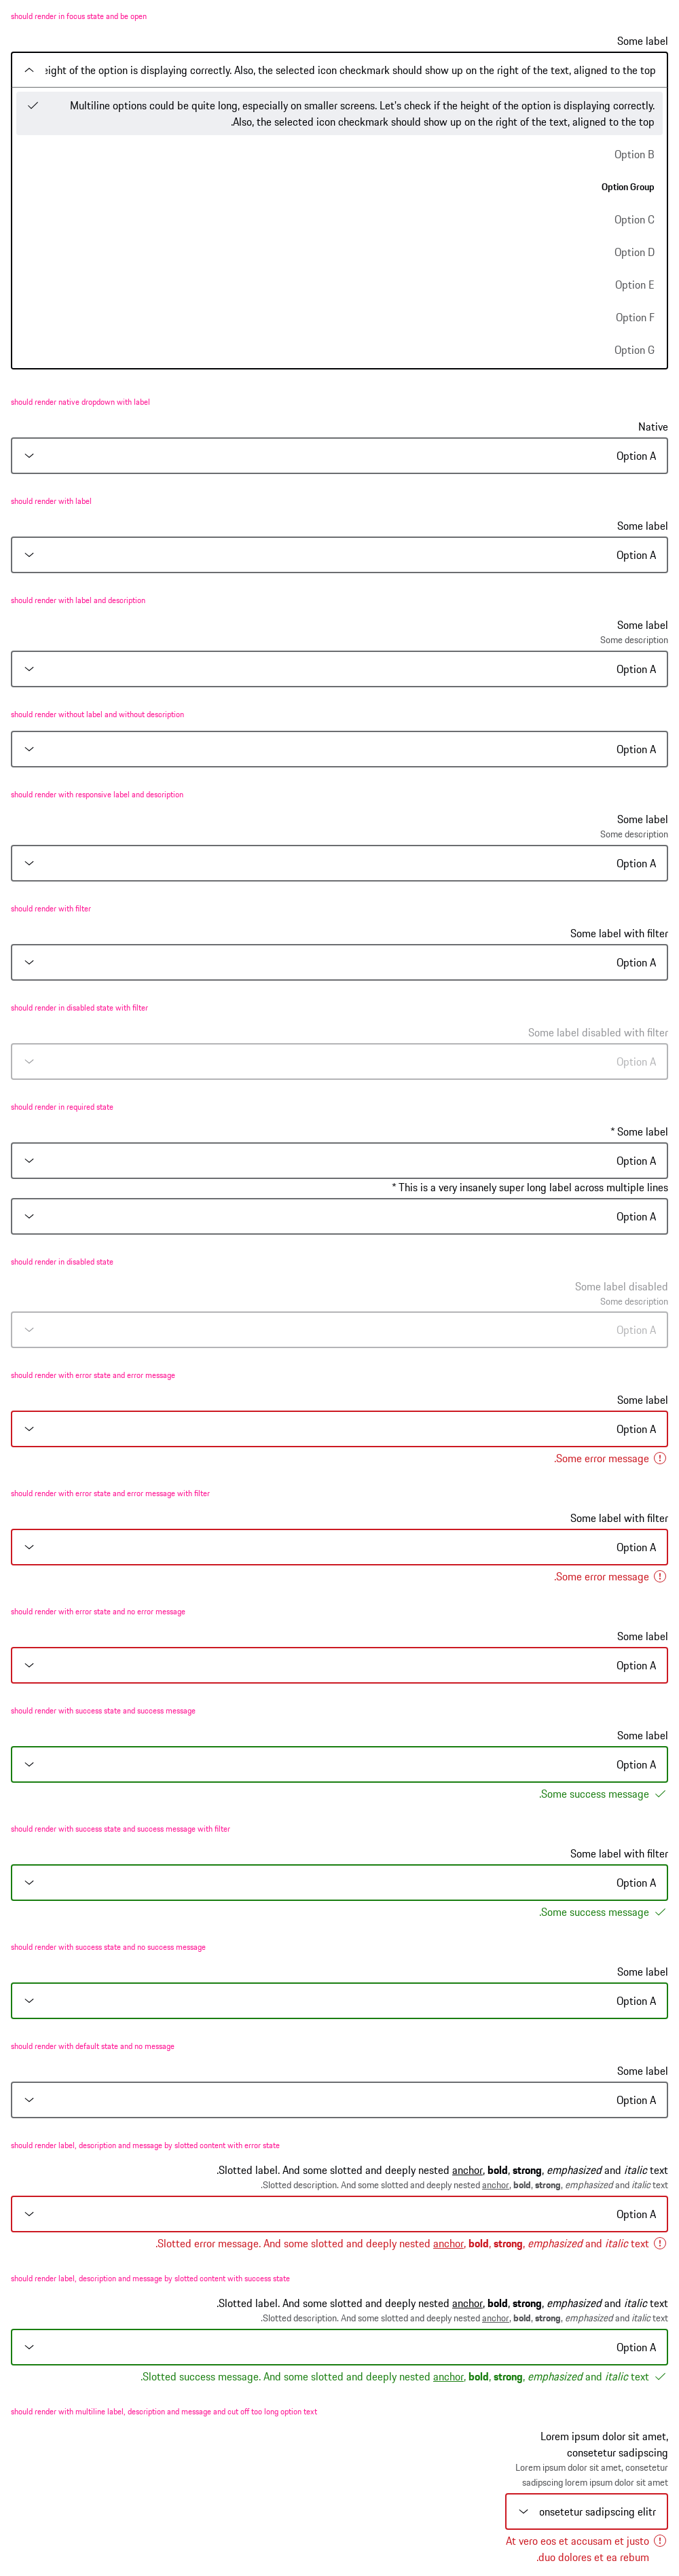 should render in focus state and be open
Some label
eight of the option is displaying correctly. Also, the selected icon checkmark should show up on the right of the text, aligned to the top
Multiline options could be quite long, especially on smaller screens. Let's check if the height of the option is displaying correctly.
.Also, the selected icon checkmark should show up on the right of the text, aligned to the top
Option B
Option Group
Option C
Option D
Option E
Option F
Option G
should render native dropdown with label
Native
Option A
should render with label
Some label
Option A
should render with label and description
Some label
Some description
Option A
should render without label and without description
Option A
should render with responsive label and description
Some label
Some description
Option A
should render with filter
Some label with filter
Option A
should render in disabled state with filter
Some label disabled with filter
Option A
should render in required state
* Some label
Option A
* This is a very insanely super long label across multiple lines
Option A
should render in disabled state
Some label disabled
Some description
Option A
should render with error state and error message
Some label
Option A
.Some error message
should render with error state and error message with filter
Some label with filter
Option A
.Some error message
should render with error state and no error message
Some label
Option A
should render with success state and success message
Some label
Option A
.Some success message
should render with success state and success message with filter
Some label with filter
Option A
.Some success message
should render with success state and no success message
Some label
Option A
should render with default state and no message
Some label
Option A
should render label, description and message by slotted content with error state
.Slotted label. And some slotted and deeply nested anchor, bold, strong, emphasized and italic text
.Slotted description. And some slotted and deeply nested anchor, bold, strong, emphasized and italic text
Option A
.Slotted error message. And some slotted and deeply nested anchor, bold, strong, emphasized and italic text
should render label, description and message by slotted content with success state
.Slotted label. And some slotted and deeply nested anchor, bold, strong, emphasized and italic text
.Slotted description. And some slotted and deeply nested anchor, bold, strong, emphasized and italic text
Option A
.Slotted success message. And some slotted and deeply nested anchor, bold, strong, emphasized and italic text
should render with multiline label, description and message and cut off too long option text
Lorem ipsum dolor sit amet,
consetetur sadipscing
Lorem ipsum dolor sit amet, consetetur
sadipscing lorem ipsum dolor sit amet
onsetetur sadipscing elitr
At vero eos et accusam et justo
.duo dolores et ea rebum